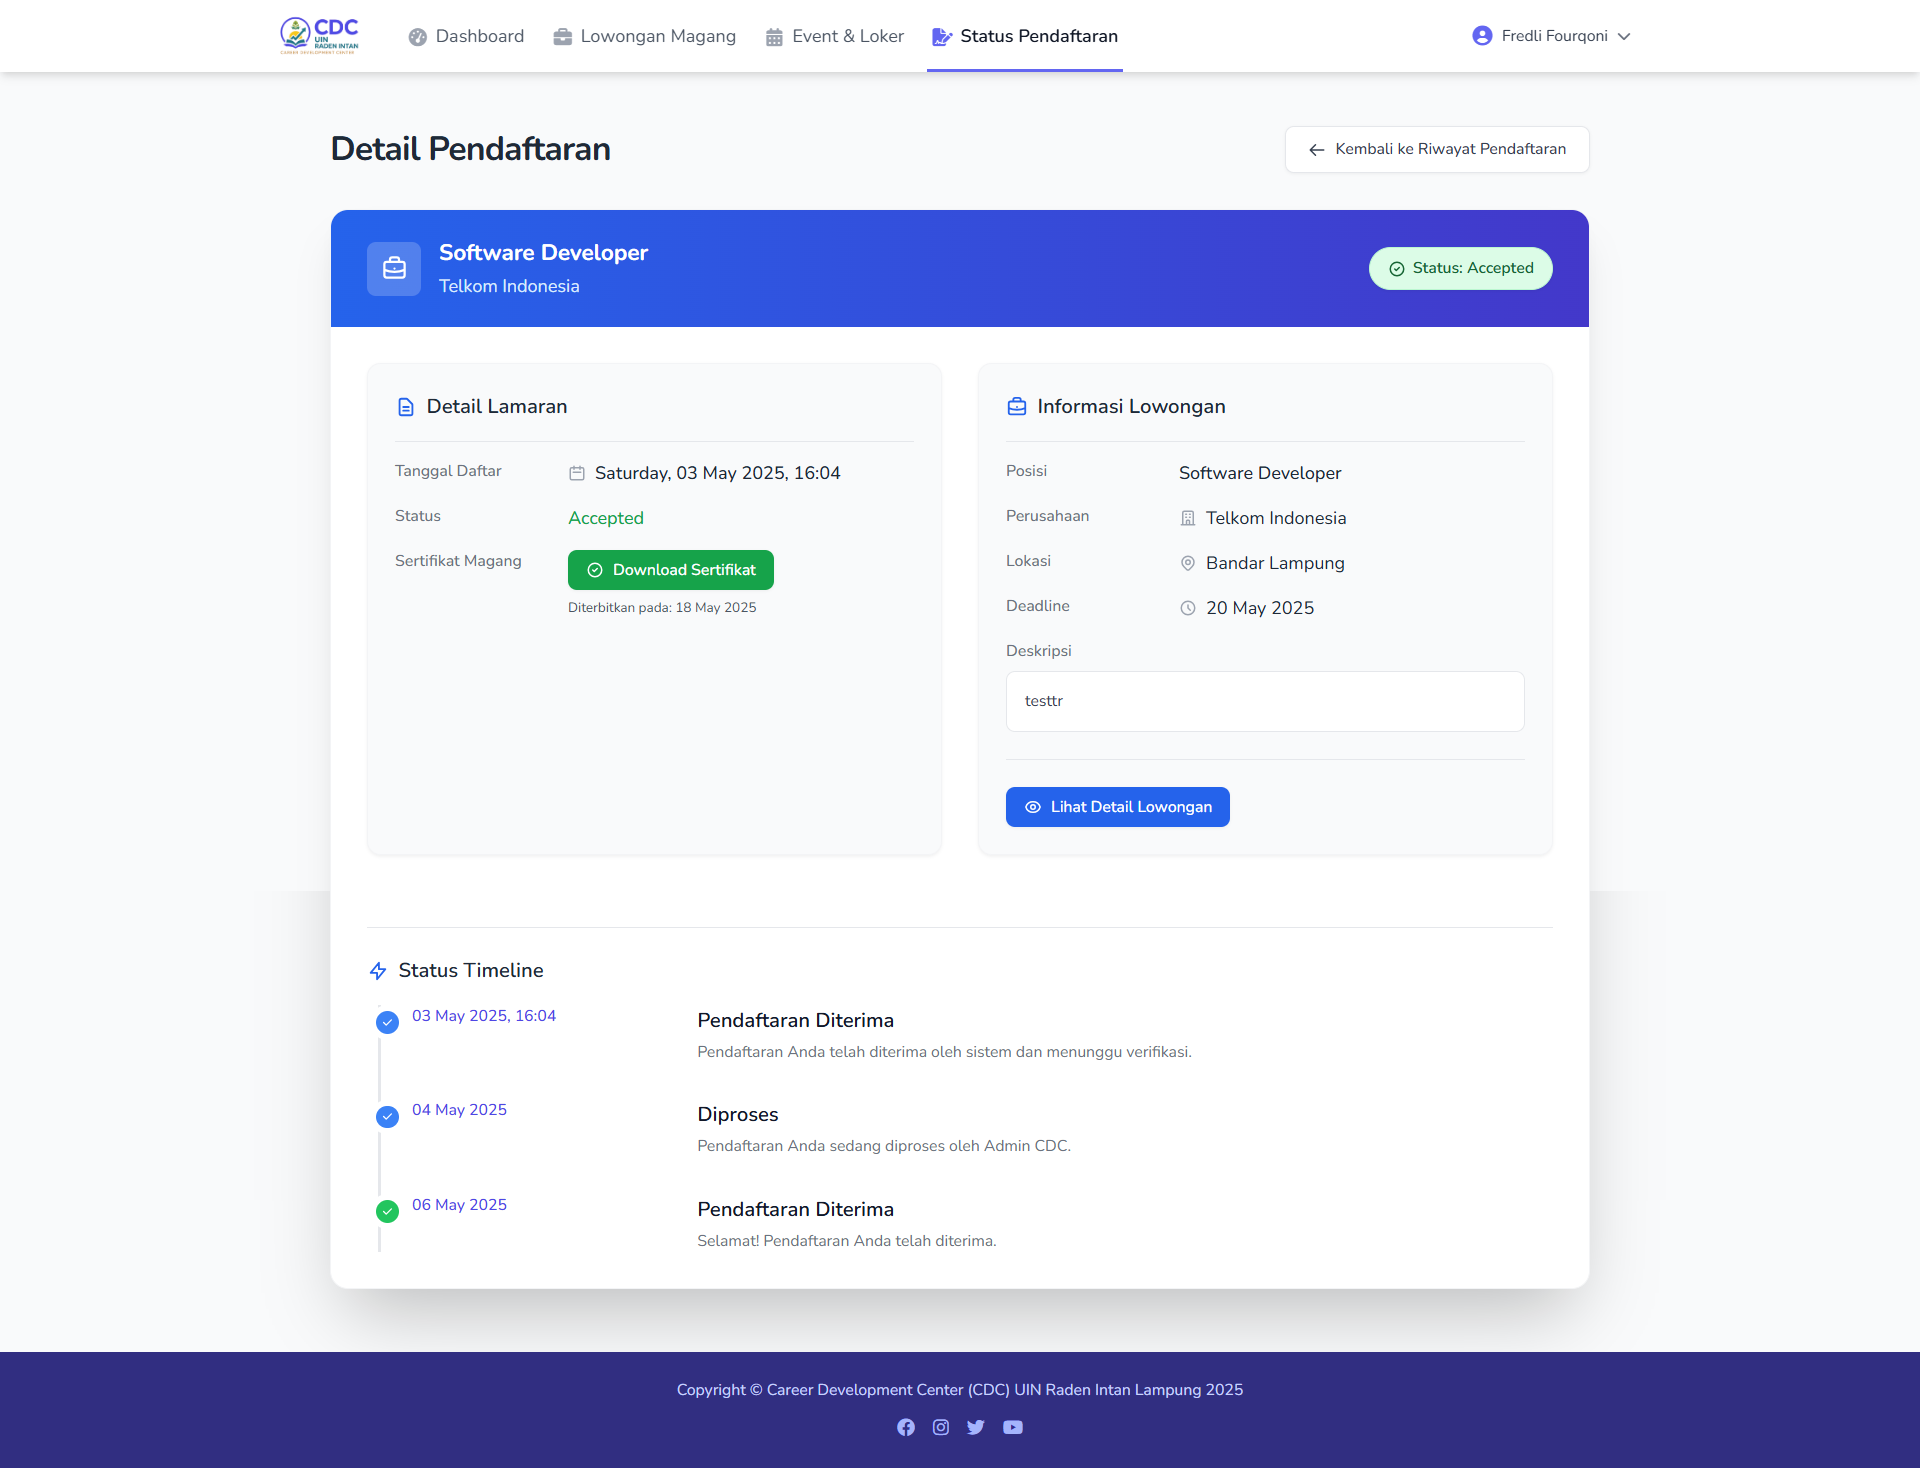 CDC
UIN
RADEN INTAN
CAREER DEVELOPMENT CENTER
Dashboard
Lowongan Magang
Event & Loker
Status Pendaftaran
Fredli Fourqoni
Detail Pendaftaran
Kembali ke Riwayat Pendaftaran
Software Developer
Telkom Indonesia
Status: Accepted
Detail Lamaran
Tanggal Daftar
Saturday, 03 May 2025, 16:04
Status
Accepted
Sertifikat Magang
Download Sertifikat
Diterbitkan pada: 18 May 2025
Informasi Lowongan
Posisi
Software Developer
Perusahaan
Telkom Indonesia
Lokasi
Bandar Lampung
Deadline
20 May 2025
Deskripsi
testtr
Lihat Detail Lowongan
Status Timeline
03 May 2025, 16:04
Pendaftaran Diterima
Pendaftaran Anda telah diterima oleh sistem dan menunggu verifikasi.
04 May 2025
Diproses
Pendaftaran Anda sedang diproses oleh Admin CDC.
06 May 2025
Pendaftaran Diterima
Selamat! Pendaftaran Anda telah diterima.
Copyright © Career Development Center (CDC) UIN Raden Intan Lampung 2025